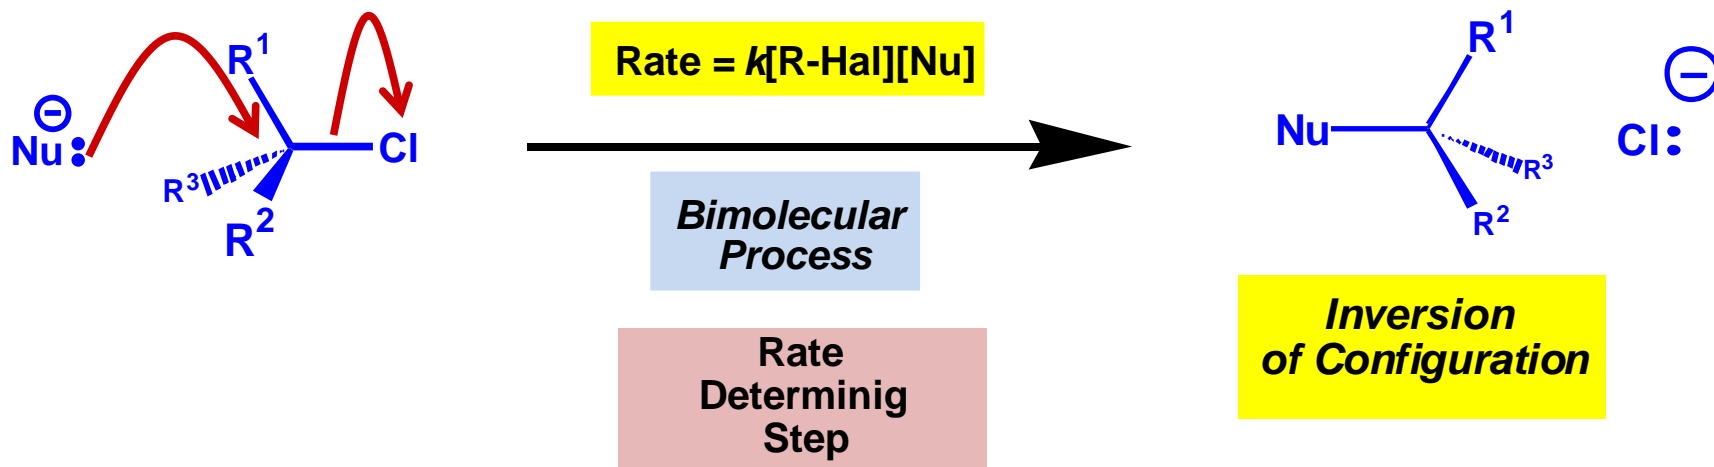 Nu:
⊖
R1
R3
R2
Cl
Rate = k[R-Hal][Nu]
Bimolecular
Process
Rate
Determinig
Step
R1
Nu
R3
R2
Cl:
⊖
Inversion
of Configuration